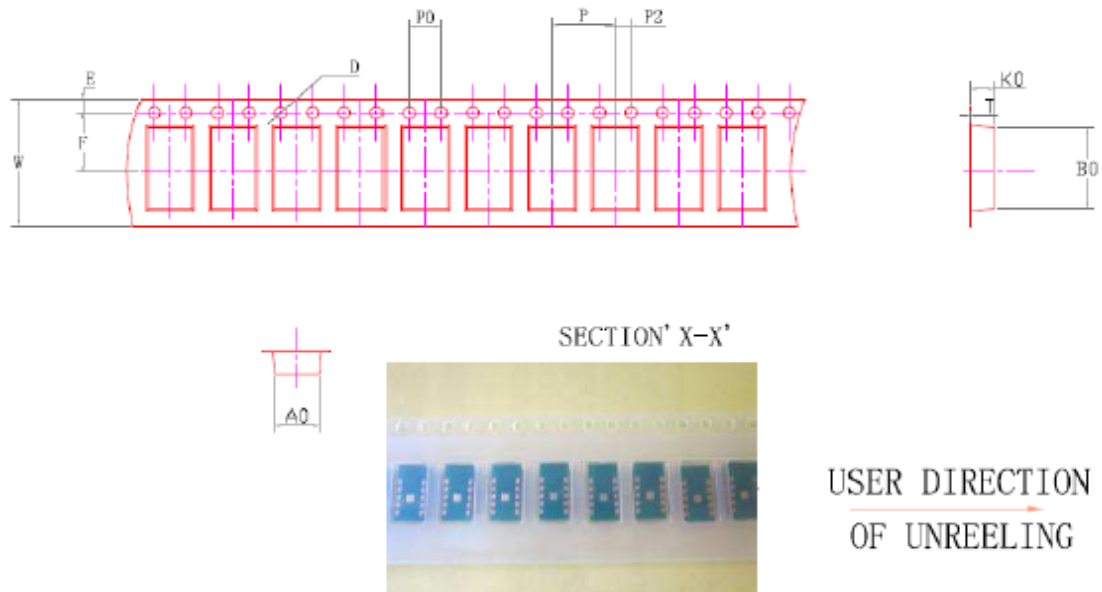 P0
P
P2
D
E
F
W
K0
T
B0
SECTION' X-X'
A0
USER DIRECTION
OF UNREELING